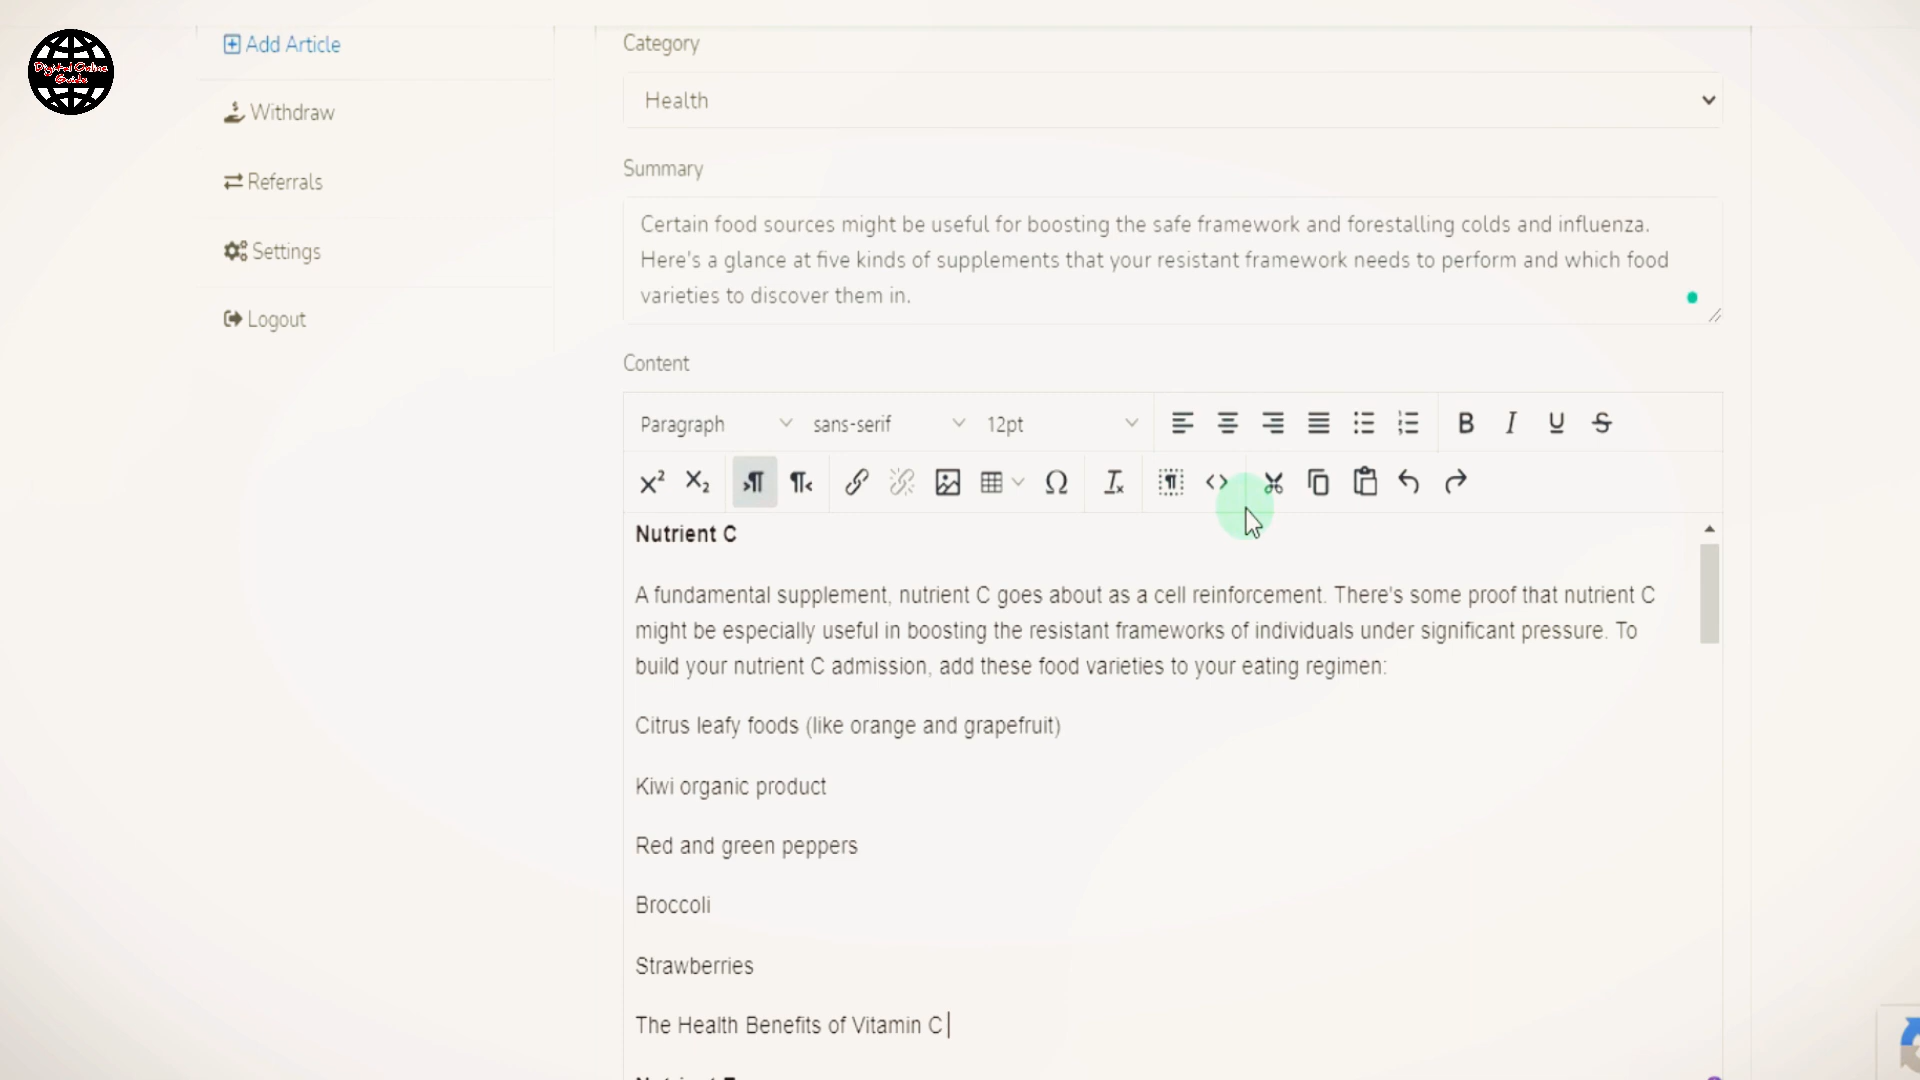 Digital Online
Guide
Add Article
Withdraw
Referrals
Settings
Logout
Category
Health
Summary
Certain food sources might be useful for boosting the safe framework and forestalling colds and influenza.
Here's a glance at five kinds of supplements that your resistant framework needs to perform and which food
varieties to discover them in.
Content
Paragraph
sans-serif
12pt
Nutrient C
A fundamental supplement, nutrient C goes about as a cell reinforcement. There's some proof that nutrient C
might be especially useful in boosting the resistant frameworks of individuals under significant pressure. To
build your nutrient C admission, add these food varieties to your eating regimen:
Citrus leafy foods (like orange and grapefruit)
Kiwi organic product
Red and green peppers
Broccoli
Strawberries
The Health Benefits of Vitamin C